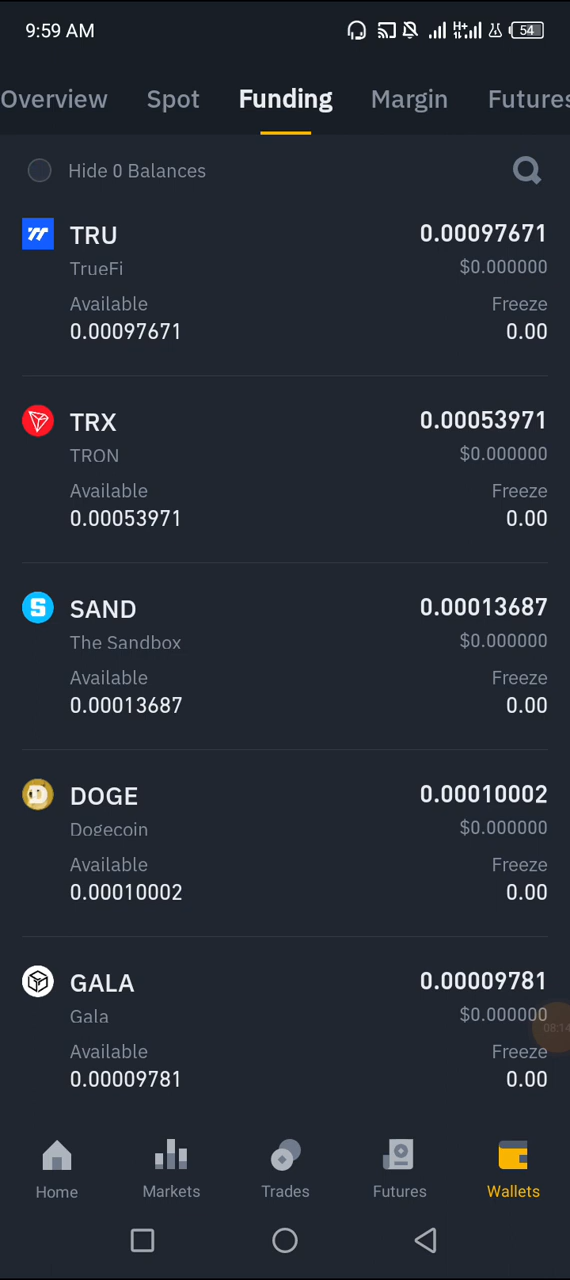 9:59 AM
54
Overview Spot Funding Margin Futures
Hide 0 Balances
TRU 0.00097671
TrueFi $0.000000
Available Freeze
0.00097671 0.00
TRX 0.00053971
TRON $0.000000
Available Freeze
0.00053971 0.00
SAND 0.00013687
The Sandbox $0.000000
Available Freeze
0.00013687 0.00
DOGE 0.00010002
Dogecoin $0.000000
Available Freeze
0.00010002 0.00
GALA 0.00009781
Gala $0.000000
08:14
Available Freeze
0.00009781 0.00
Home Markets Trades Futures Wallets